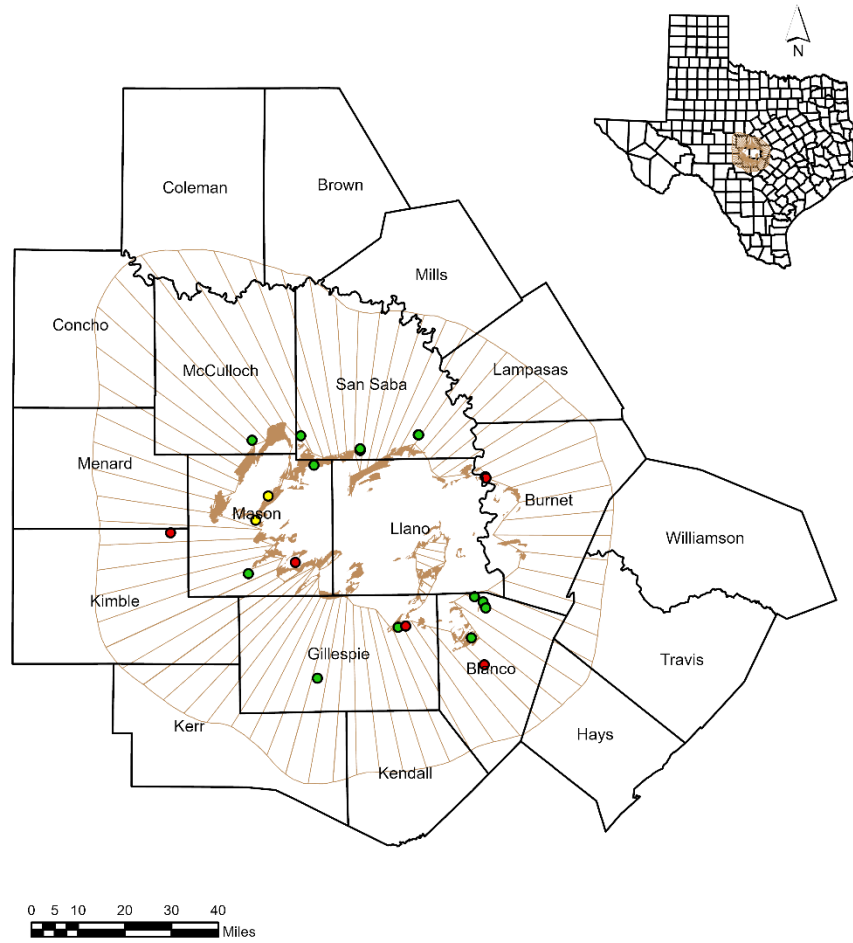 N
Coleman
Brown
Mills
Concho
McCulloch
San Saba
Lampasas
Menard
Mason
Llano
Burnet
Williamson
Kimble
Gillespie
Blanco
Travis
Kerr
Hays
Kendall
0 5 10 20 30 40
Miles